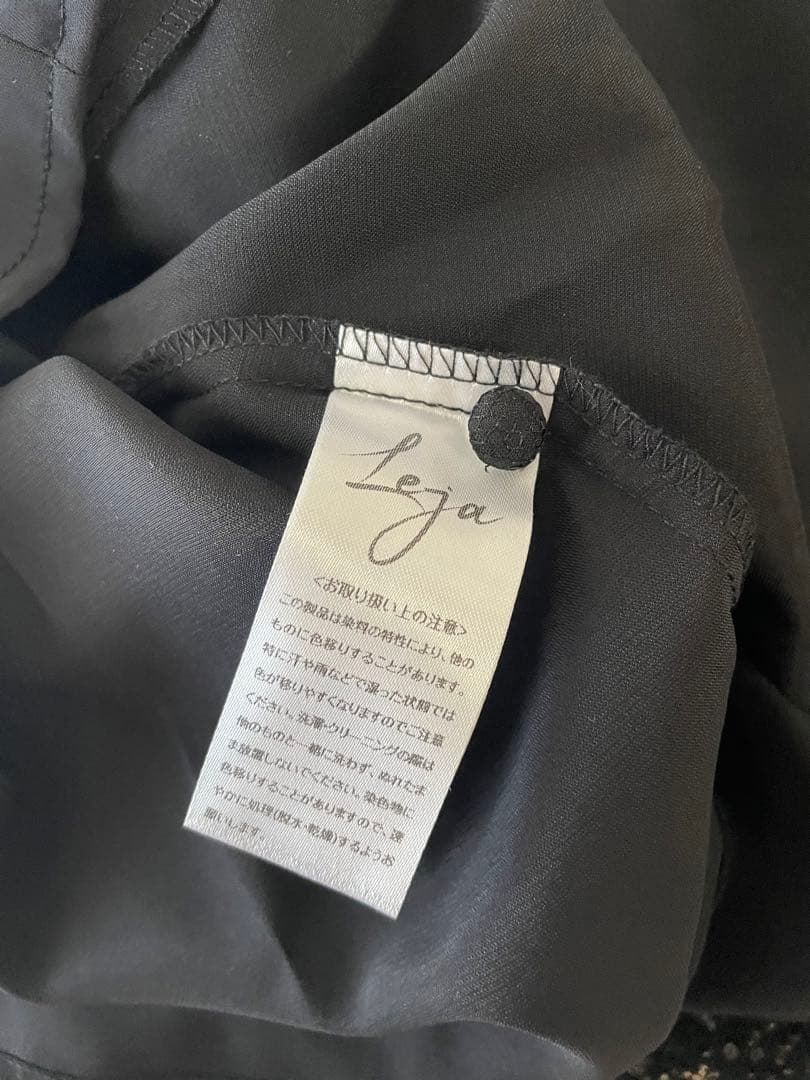 Leja
<お取り扱い上の注意>
この製品は染料の特性により、他の
ものに色移りすることがあります。
特に汗や雨などで湿った状態では
色が移りやすくなりますのでご注意
ください。洗濯・クリーニングの際は
他のものと一緒に洗わず、ぬれたま
ま放置しないでください。染色物に
色移りすることがありますので、速
やかに処理(脱水・乾燥)するようお
願いします。